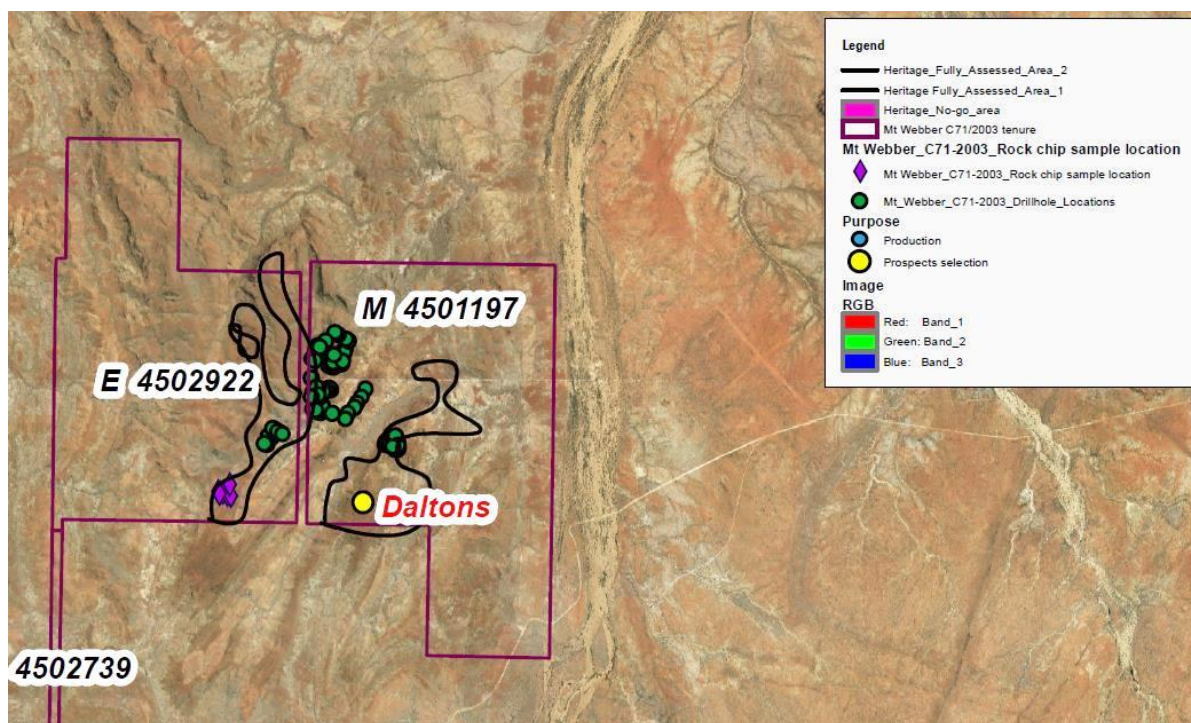 Legend
Heritage_Fully_Assessed_Area_2
Heritage Fully_Assessed_Area_1
Heritage_No-go_area
Mt Webber C71/2003 tenure
Mt Webber_C71-2003_Rock chip sample location
Mt Webber_C71-2003_Rock chip sample location
Mt_Webber_C71-2003_Drillhole_Locations
Purpose
Production
Prospects selection
Image
RGB
Red: Band_1
Green: Band_2
Blue: Band_3
M 4501197
E 4502922
Daltons
4502739